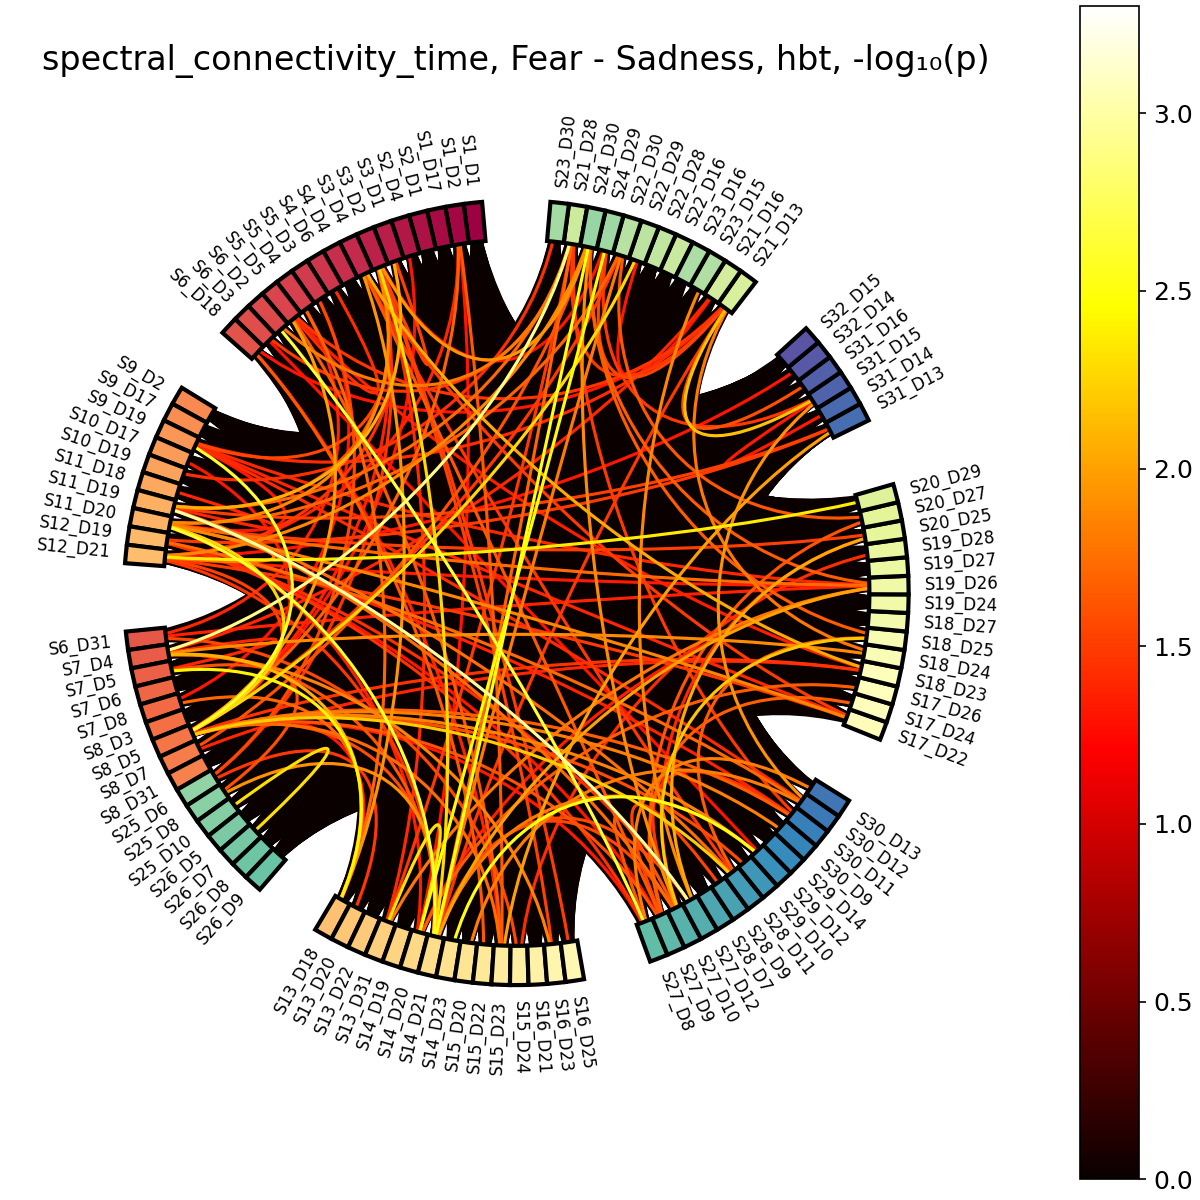 spectral_connectivity_time, Fear - Sadness, hbt, -log₁₀(p)
S1_D1
S1_D2
S1_D17
S2_D1
S2_D4
S3_D1
S3_D2
S3_D4
S4_D4
S4_D6
S5_D3
S5_D4
S5_D5
S6_D2
S6_D3
S6_D18
S9_D2
S9_D17
S9_D19
S10_D17
S10_D19
S11_D18
S11_D19
S11_D20
S12_D19
S12_D21
S6_D31
S7_D4
S7_D5
S7_D6
S7_D8
S8_D3
S8_D5
S8_D7
S8_D31
S25_D6
S25_D8
S25_D10
S26_D5
S26_D7
S26_D8
S26_D9
S13_D18
S13_D20
S13_D22
S13_D31
S14_D19
S14_D20
S14_D21
S14_D23
S15_D20
S15_D22
S15_D23
S15_D24
S16_D21
S16_D23
S16_D25
S27_D8
S27_D9
S27_D10
S27_D12
S28_D7
S28_D9
S28_D11
S29_D10
S29_D12
S29_D14
S30_D9
S30_D11
S30_D12
S30_D13
S17_D22
S17_D24
S17_D26
S18_D23
S18_D24
S18_D25
S18_D27
S19_D24
S19_D26
S19_D27
S19_D28
S20_D25
S20_D27
S20_D29
S31_D13
S31_D14
S31_D15
S31_D16
S32_D14
S32_D15
S21_D13
S21_D16
S23_D15
S23_D16
S22_D16
S22_D28
S22_D29
S22_D30
S24_D29
S24_D30
S21_D28
S23_D30
3.0
2.5
2.0
1.5
1.0
0.5
0.0